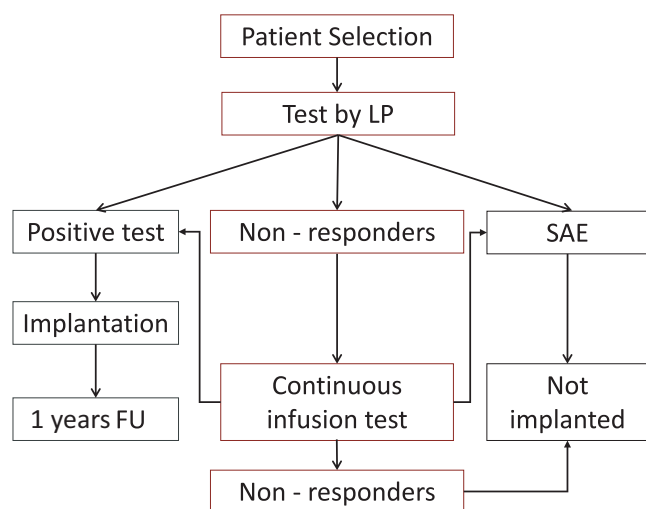 Patient Selection
Test by LP
Positive test
Non - responders
SAE
Implantation
Continuous
infusion test
Not
implanted
1 years FU
Non - responders